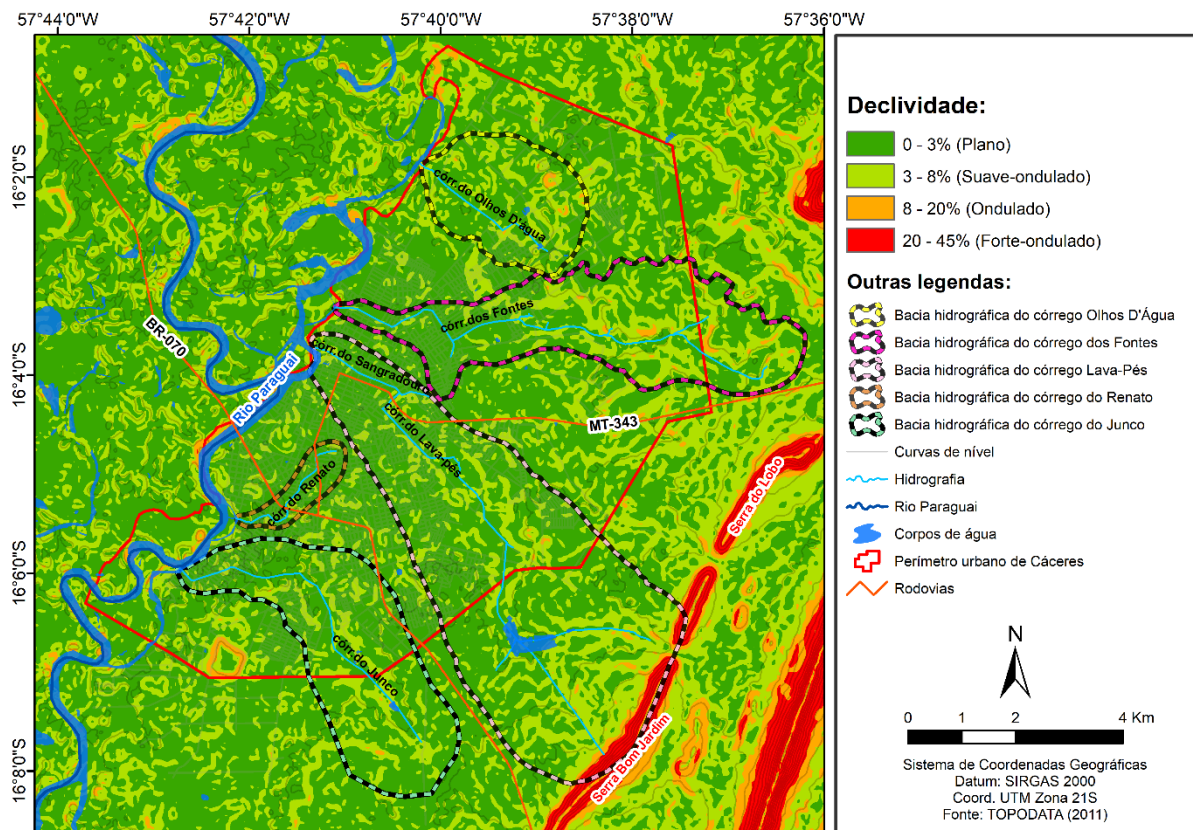 57°44'0"W
57°42'0"W
57°40'0"W
57°38'0"W
57°36'0"W
16°2'0"S
16°4'0"S
16°6'0"S
16°8'0"S
córr.do Olhos D'água
córr.dos Fontes
córr.do Sangradouro
córr.do Lava-pés
BR-070
Rio Paraguai
MT-343
córr.do Renato
Serra do Lobo
córr.do Junco
Serra Bom Jardim
Declividade:
0 - 3% (Plano)
3 - 8% (Suave-ondulado)
8 - 20% (Ondulado)
20 - 45% (Forte-ondulado)
Outras legendas:
Bacia hidrográfica do córrego Olhos D'Água
Bacia hidrográfica do córrego dos Fontes
Bacia hidrográfica do córrego Lava-Pés
Bacia hidrográfica do córrego do Renato
Bacia hidrográfica do córrego do Junco
Curvas de nível
Hidrografia
Rio Paraguai
Corpos de água
Perímetro urbano de Cáceres
Rodovias
N
0 1 2 4 Km
Sistema de Coordenadas Geográficas
Datum: SIRGAS 2000
Coord. UTM Zona 21S
Fonte: TOPODATA (2011)